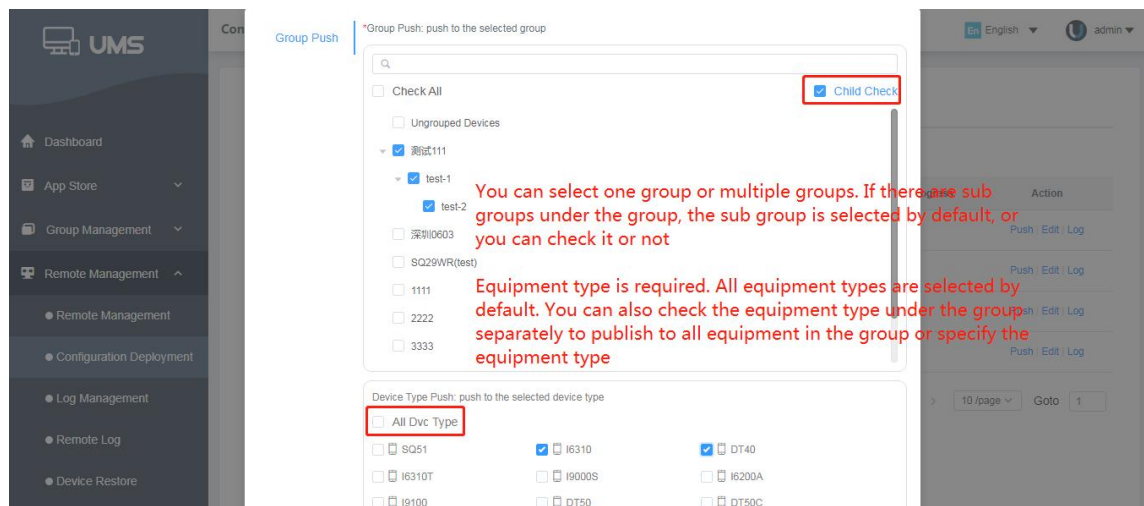 UMS
Con
En English
admin
Group Push
*Group Push: push to the selected group
Check All
Child Check
Ungrouped Devices
测试111
test-1
test-2
深圳0603
SQ29WR(test)
1111
2222
3333
You can select one group or multiple groups. If there are sub
groups under the group, the sub group is selected by default, or
you can check it or not
Equipment type is required. All equipment types are selected by
default. You can also check the equipment type under the group
separately to publish to all equipment in the group or specify the
equipment type
Device Type Push: push to the selected device type
All Dvc Type
SQ51
I6310
DT40
I6310T
I9000S
I6200A
I9100
DT50
DT50C
Dashboard
App Store
Group Management
Remote Management
Remote Management
Configuration Deployment
Log Management
Remote Log
Device Restore
Action
Push | Edit | Log
Push | Edit | Log
Push | Edit | Log
Push | Edit | Log
10 /page
Goto 1